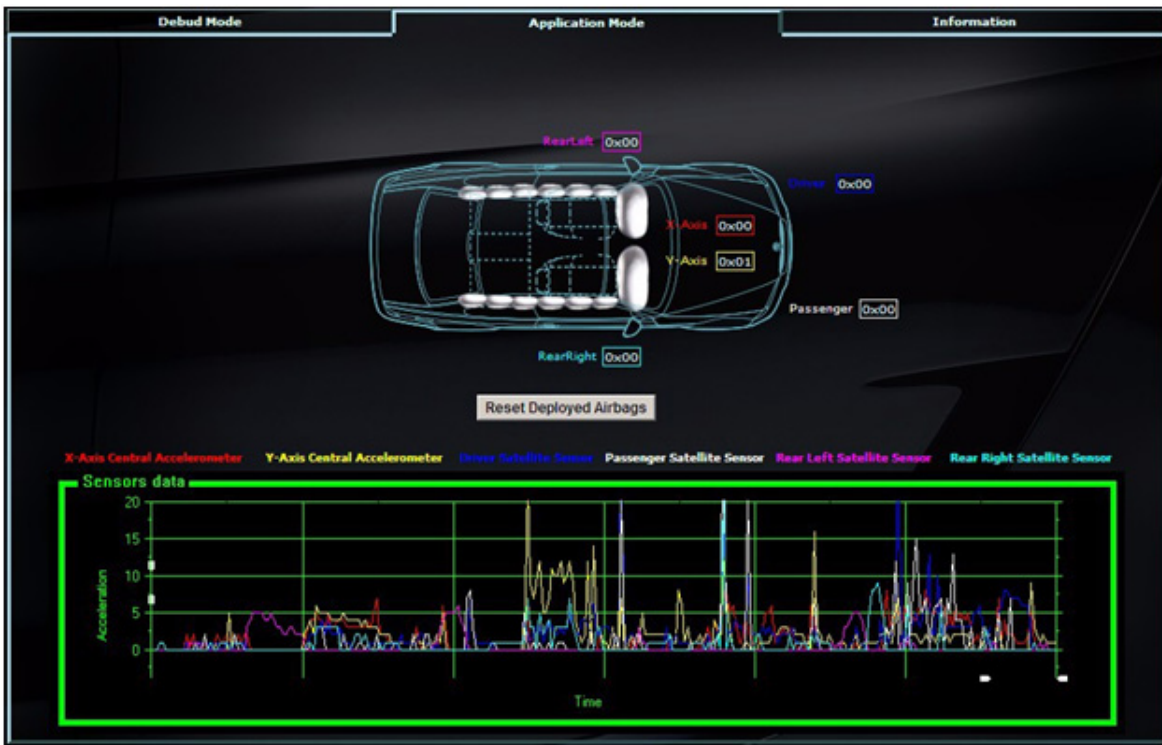 Debud Mode
Application Mode
Information
RearLeft 0x00
Driver 0x00
X-Axis 0x00
Y-Axis 0x01
Passenger 0x00
RearRight 0x00
Reset Deployed Airbags
X-Axis Central Accelerometer Y-Axis Central Accelerometer Driver Satellite Sensor Passenger Satellite Sensor Rear Left Satellite Sensor Rear Right Satellite Sensor
Sensors data
20
15
10
5
0
Acceleration
Time